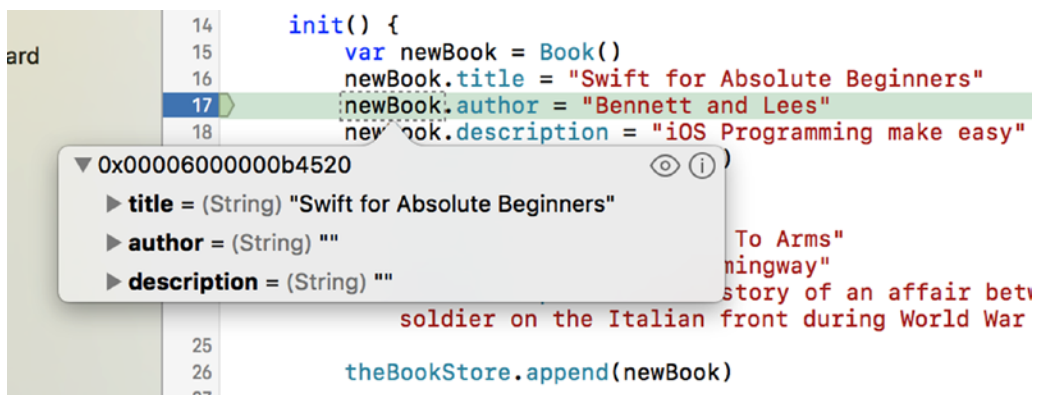 ard
14 init() {
15 var newBook = Book()
16 newBook.title = "Swift for Absolute Beginners"
17 newBook.author = "Bennett and Lees"
18 newBook.description = "iOS Programming make easy"
0x00006000000b4520
)
title = (String) "Swift for Absolute Beginners"
author = (String) ""
To Arms"
mingway"
description = (String) ""
story of an affair betw
soldier on the Italian front during World War
25
26 theBookStore.append(newBook)